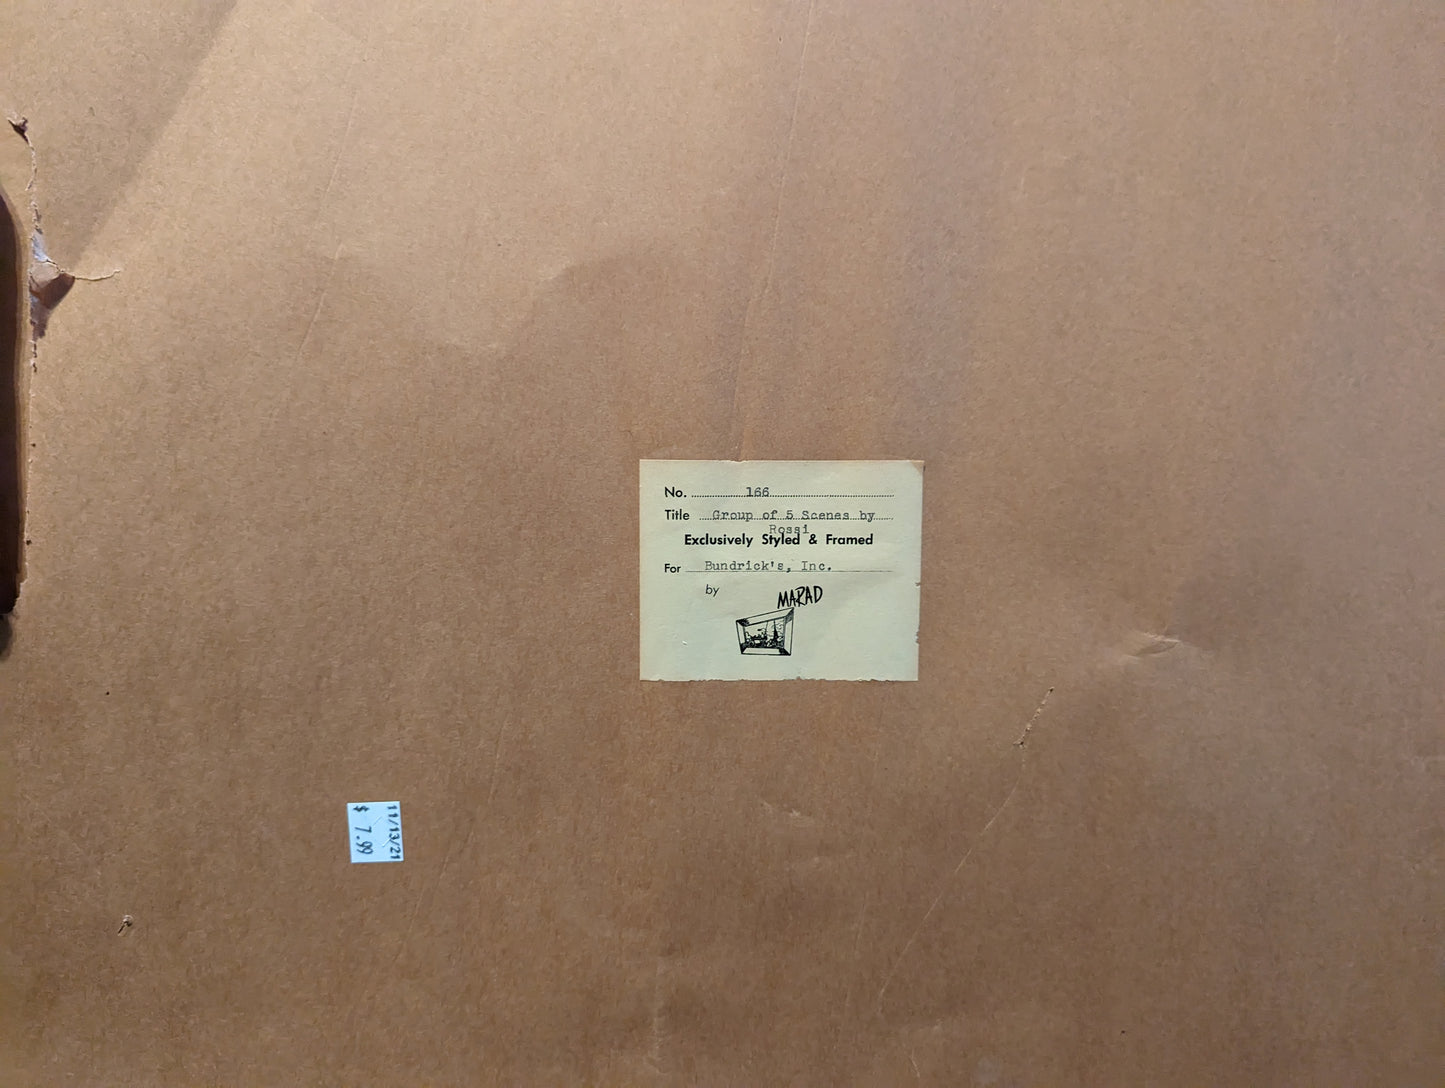 No. 166
Title Group of 5 Scenes by
Rossi
Exclusively Styled & Framed
For Bundrick's, Inc.
by
MARAD
11/13/21
$ 7.99